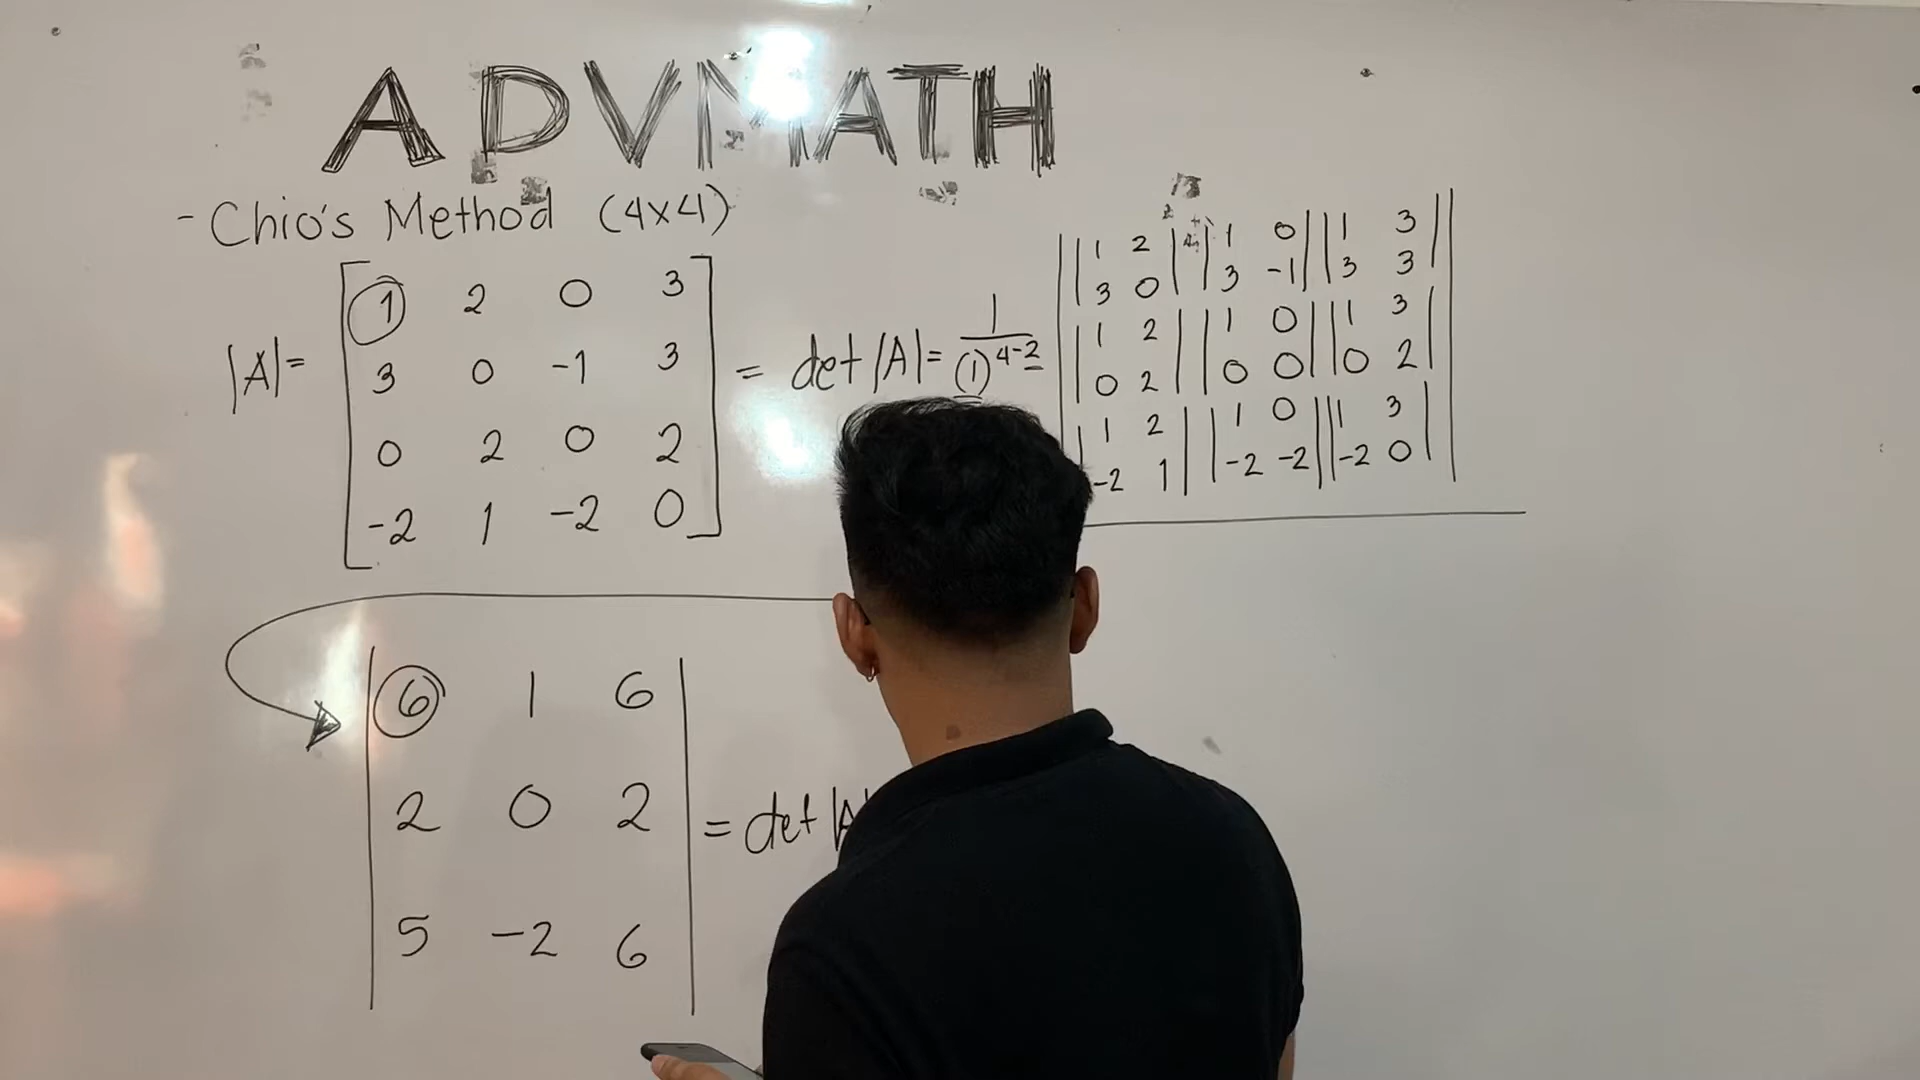 ADVMATH
- Chio's Method (4x4)
|A|= [ 1 2 0 3
3 0 -1 3
0 2 0 2
-2 1 -2 0 ]
= det |A| = 1/(1)^4-2
| |1 2| |1 0| |1 3|
|3 0| |3 -1| |3 3|
|1 2| |1 0| |1 3|
|0 2| |0 0| |0 2|
|1 2| |1 0| |1 3|
-2 1| |-2 -2| |-2 0| |
| 6 1 6 |
| 2 0 2 | = det |A
| 5 -2 6 |